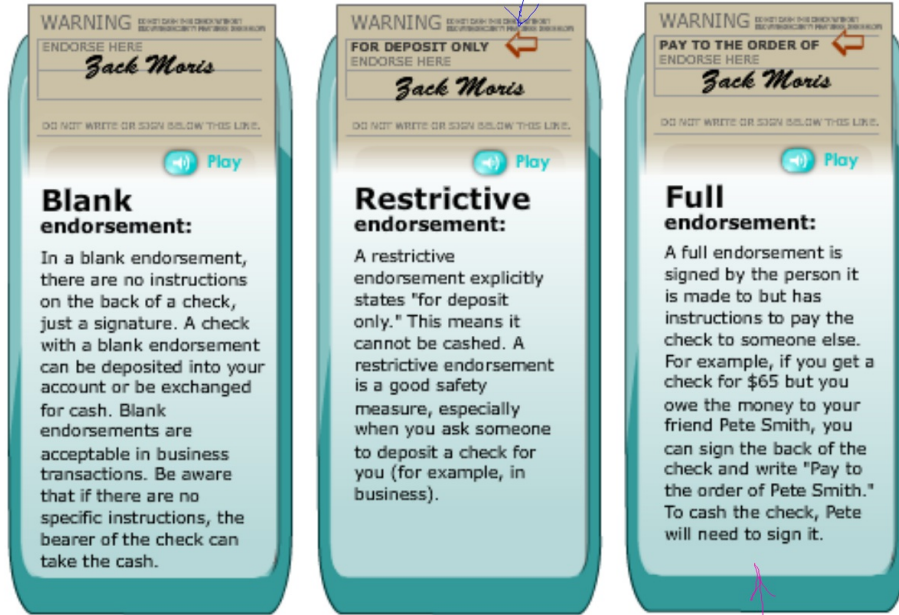 WARNING
ENDORSE HERE
Zack Moris
DO NOT WRITE OR SIGN BELOW THIS LINE.
Play
Blank
endorsement:
In a blank endorsement,
there are no instructions
on the back of a check,
just a signature. A check
with a blank endorsement
can be deposited into your
account or be exchanged
for cash. Blank
endorsements are
acceptable in business
transactions. Be aware
that if there are no
specific instructions, the
bearer of the check can
take the cash.
WARNING
FOR DEPOSIT ONLY
ENDORSE HERE
Zack Moris
DO NOT WRITE OR SIGN BELOW THIS LINE.
Play
Restrictive
endorsement:
A restrictive
endorsement explicitly
states "for deposit
only." This means it
cannot be cashed. A
restrictive endorsement
is a good safety
measure, especially
when you ask someone
to deposit a check for
you (for example, in
business).
WARNING
PAY TO THE ORDER OF
ENDORSE HERE
Zack Moris
DO NOT WRITE OR SIGN BELOW THIS LINE.
Play
Full
endorsement:
A full endorsement is
signed by the person it
is made to but has
instructions to pay the
check to someone else.
For example, if you get a
check for $65 but you
owe the money to your
friend Pete Smith, you
can sign the back of the
check and write "Pay to
the order of Pete Smith."
To cash the check, Pete
will need to sign it.